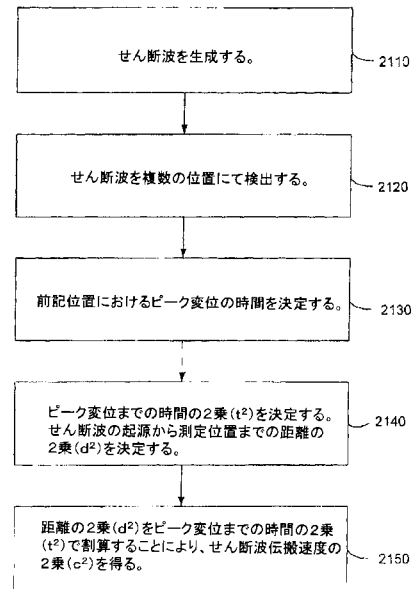 せん断波を生成する。
2110
せん断波を複数の位置にて検出する。
2120
前記位置におけるピーク変位の時間を決定する。
2130
ピーク変位までの時間の2乗(t²)を決定する。
せん断波の起源から測定位置までの距離の
2乗(d²)を決定する。
2140
距離の2乗(d²)をピーク変位までの時間の2乗
(t²)で割算することにより、せん断波伝搬速度の
2乗(c²)を得る。
2150